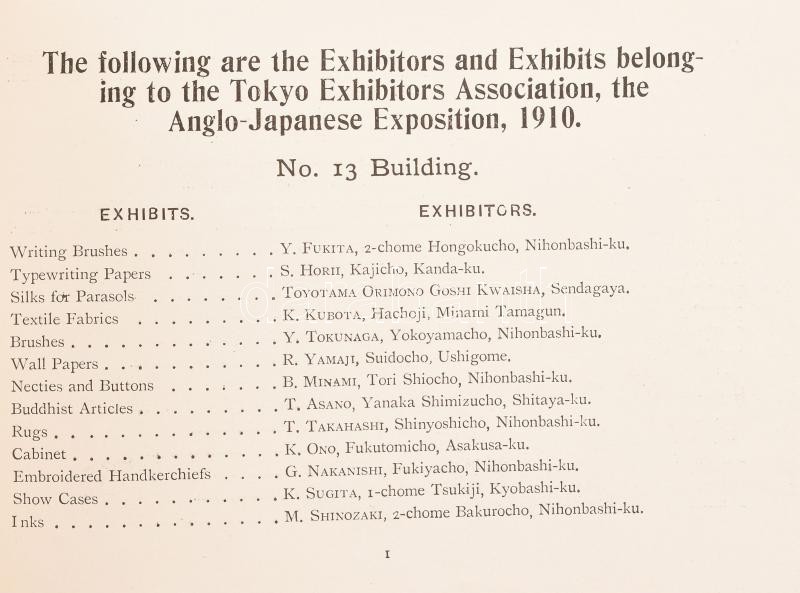 The following are the Exhibitors and Exhibits belong-
ing to the Tokyo Exhibitors Association, the
Anglo-Japanese Exposition, 1910.
No. 13 Building.
EXHIBITS. EXHIBITORS.
Writing Brushes . . . . . . . . . Y. FUKITA, 2-chome Hongokucho, Nihonbashi-ku.
Typewriting Papers . . . . . . S. HORII, Kajicho, Kanda-ku.
Silks for Parasols . . . . . . . TOYOTAMA ORIMONO GOSHI KWAISHA, Sendagaya.
Textile Fabrics . . . . . . . . K. KUBOTA, Hachoji, Minami Tamagun.
Brushes . . . . . . . . . . . . Y. TOKUNAGA, Yokoyamacho, Nihonbashi-ku.
Wall Papers . . . . . . . . . . R. YAMAJI, Suidocho, Ushigome.
Necties and Buttons . . . . . . B. MINAMI, Tori Shiocho, Nihonbashi-ku.
Buddhist Articles . . . . . . . . T. ASANO, Yanaka Shimizucho, Shitaya-ku.
Rugs . . . . . . . . . . . . . T. TAKAHASHI, Shinyoshicho, Nihonbashi-ku.
Cabinet . . . . . . . . . . . . K. ONO, Fukutomicho, Asakusa-ku.
Embroidered Handkerchiefs . . . . G. NAKANISHI, Fukiyacho, Nihonbashi-ku.
Show Cases . . . . . . . . . . K. SUGITA, 1-chome Tsukiji, Kyobashi-ku.
Inks . . . . . . . . . . . . . M. SHINOZAKI, 2-chome Bakurocho, Nihonbashi-ku.
1